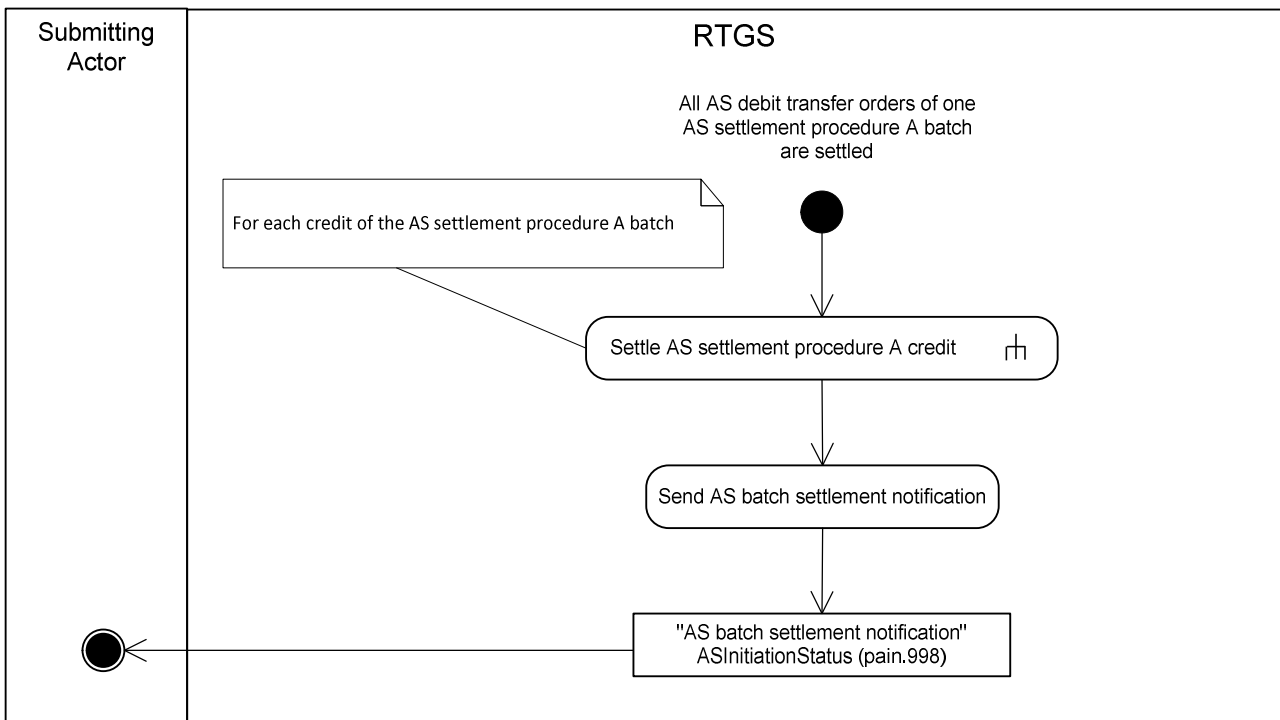 Submitting
Actor
RTGS
All AS debit transfer orders of one
AS settlement procedure A batch
are settled
For each credit of the AS settlement procedure A batch
Settle AS settlement procedure A credit
Send AS batch settlement notification
"AS batch settlement notification"
ASInitiationStatus (pain.998)